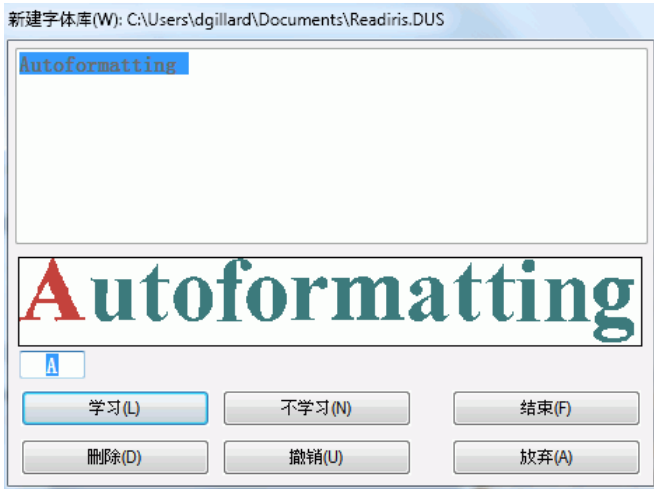 新建字体库(W): C:\Users\dgillard\Documents\Readiris.DUS
Autoformatting
Autoformatting
A
学习(L) 不学习(N) 结束(F)
删除(D) 撤销(U) 放弃(A)